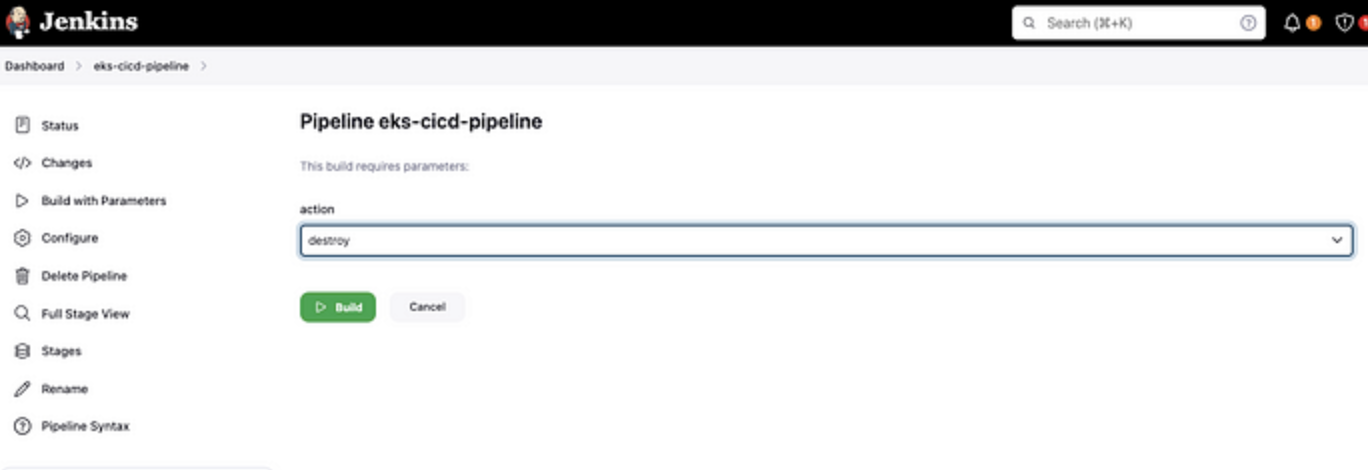 Jenkins
Search (⌘+K)
1
Dashboard > eks-cicd-pipeline >
Status
Changes
Build with Parameters
Configure
Delete Pipeline
Full Stage View
Stages
Rename
Pipeline Syntax
Pipeline eks-cicd-pipeline
This build requires parameters:
action
destroy
Build
Cancel